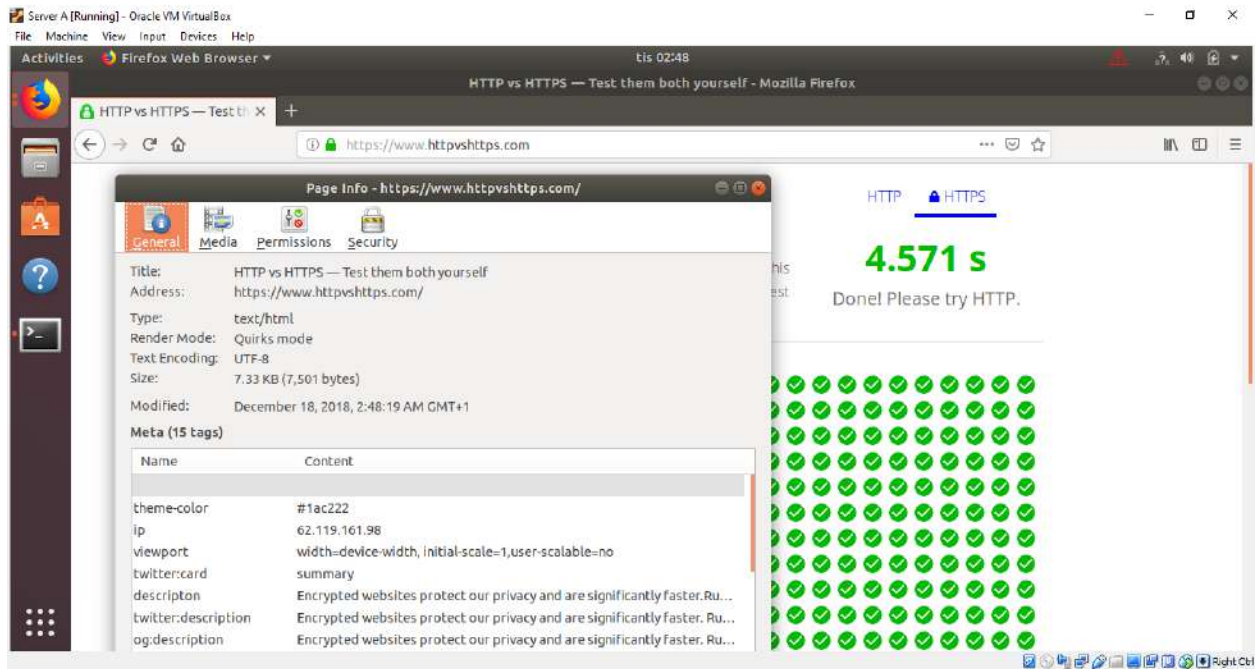 Server A [Running] - Oracle VM VirtualBox
File Machine View Input Devices Help
Activities Firefox Web Browser tis 02:48
HTTP vs HTTPS — Test them both yourself - Mozilla Firefox
HTTP vs HTTPS — Test th
https://www.httpvshttps.com
Page Info - https://www.httpvshttps.com/
General Media Permissions Security
HTTP HTTPS
4.571 s
Done! Please try HTTP.
his
est
Title: HTTP vs HTTPS — Test them both yourself
Address: https://www.httpvshttps.com/
Type: text/html
Render Mode: Quirks mode
Text Encoding: UTF-8
Size: 7.33 KB (7,501 bytes)
Modified: December 18, 2018, 2:48:19 AM GMT+1
Meta (15 tags)
Name Content
theme-color #1ac222
ip 62.119.161.98
viewport width=device-width, initial-scale=1,user-scalable=no
twitter:card summary
descripton Encrypted websites protect our privacy and are significantly faster.Ru...
twitter:description Encrypted websites protect our privacy and are significantly faster. Ru...
og:description Encrypted websites protect our privacy and are significantly faster. Ru...
Right Ctrl